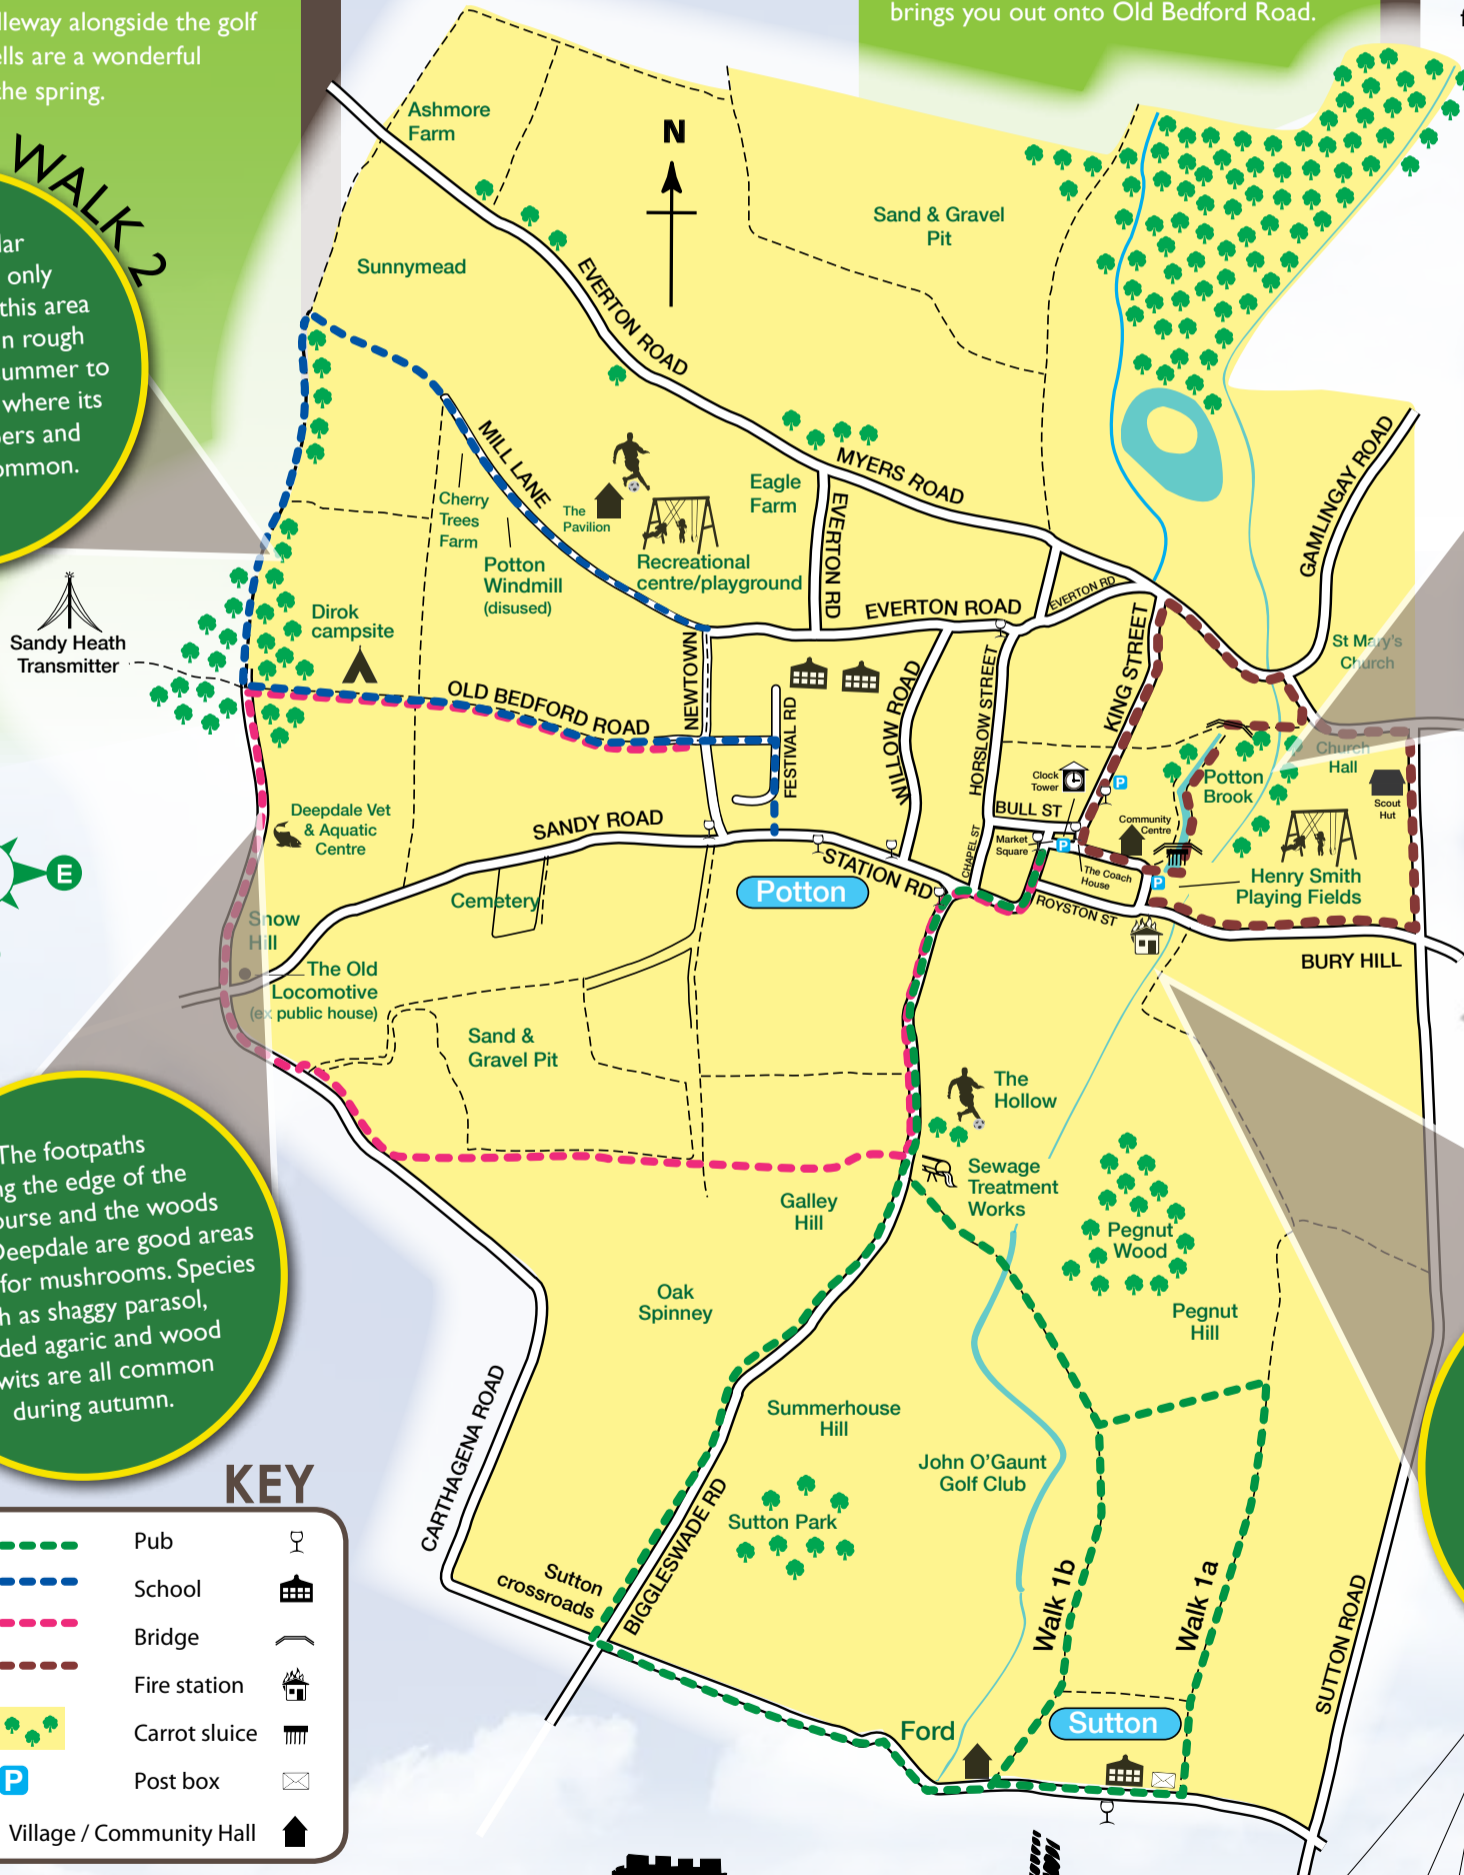 lleway alongside the golf
ells are a wonderful
the spring.
brings you out onto Old Bedford Road.
WALK 2
lar
only
this area
n rough
ummer to
where its
ers and
ommon.
N
Ashmore
Farm
Sunnymead
Sand & Gravel
Pit
EVERTON ROAD
MYERS ROAD
GAMLINGAY ROAD
MILL LANE
Cherry
Trees
Farm
Potton
Windmill
(disused)
The
Pavilion
Recreational
centre/playground
Eagle
Farm
EVERTON RD
EVERTON ROAD
EVERTON RD
Sandy Heath
Transmitter
Dirok
campsite
OLD BEDFORD ROAD
NEWTOWN
FESTIVAL RD
WILLOW ROAD
HORSLOW STREET
KING STREET
St Mary's
Church
Church
Hall
Scout
Hut
Clock
Tower
P
BULL ST
Market
Square
P
CHAPEL ST
Community
Centre
The Coach
House
Potton
Brook
P
Henry Smith
Playing Fields
Deepdale Vet
& Aquatic
Centre
SANDY ROAD
STATION RD
Potton
ROYSTON ST
BURY HILL
E
Cemetery
Snow
Hill
The Old
Locomotive
(ex public house)
Sand &
Gravel Pit
The
Hollow
Sewage
Treatment
Works
Galley
Hill
Pegnut
Wood
Pegnut
Hill
Oak
Spinney
The footpaths
ng the edge of the
ourse and the woods
Deepdale are good areas
for mushrooms. Species
h as shaggy parasol,
ded agaric and wood
wits are all common
during autumn.
CARTHAGENA ROAD
Summerhouse
Hill
John O'Gaunt
Golf Club
Sutton Park
BIGGLESWADE RD
Sutton
crossroads
Walk 1b
Walk 1a
SUTTON ROAD
Ford
Sutton
KEY
Pub
School
Bridge
Fire station
Carrot sluice
P
Post box
Village / Community Hall